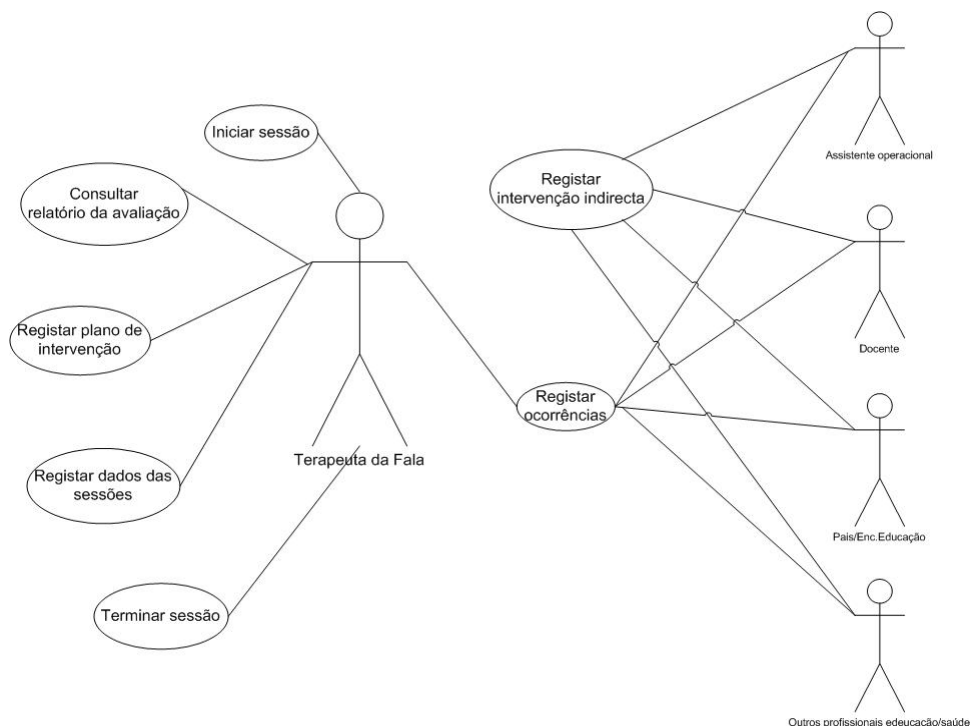 Iniciar sessão
Consultar
relatório da avaliação
Registar plano de
intervenção
Registar dados das
sessões
Terminar sessão
Terapeuta da Fala
Registar
intervenção indirecta
Registar
ocorrências
Assistente operacional
Docente
Pais/Enc.Educação
Outros profissionais edeucação/saúde